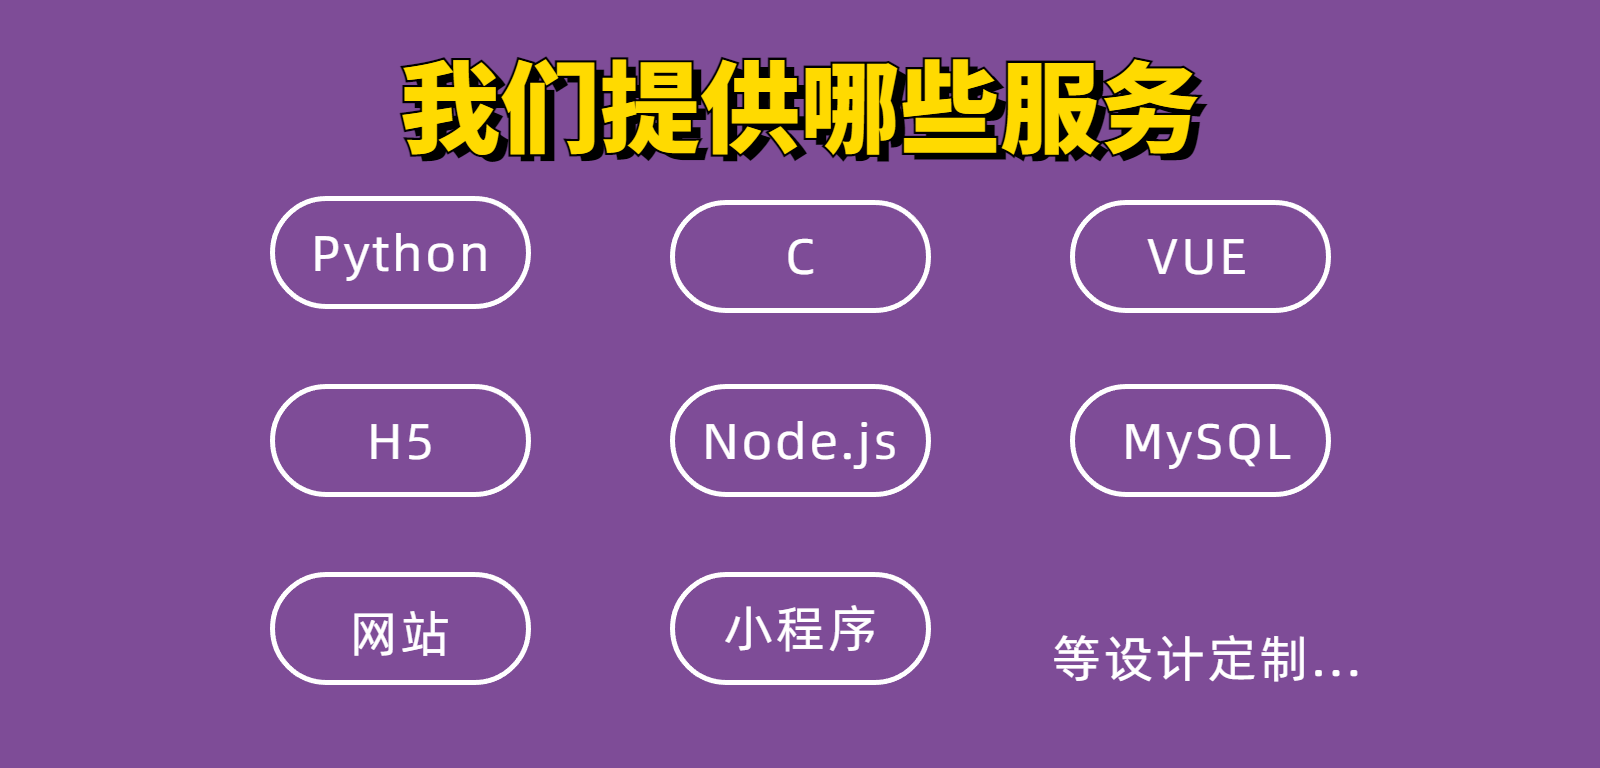 我们提供哪些服务
Python
C
VUE
H5
Node.js
MySQL
网站
小程序
等设计定制...